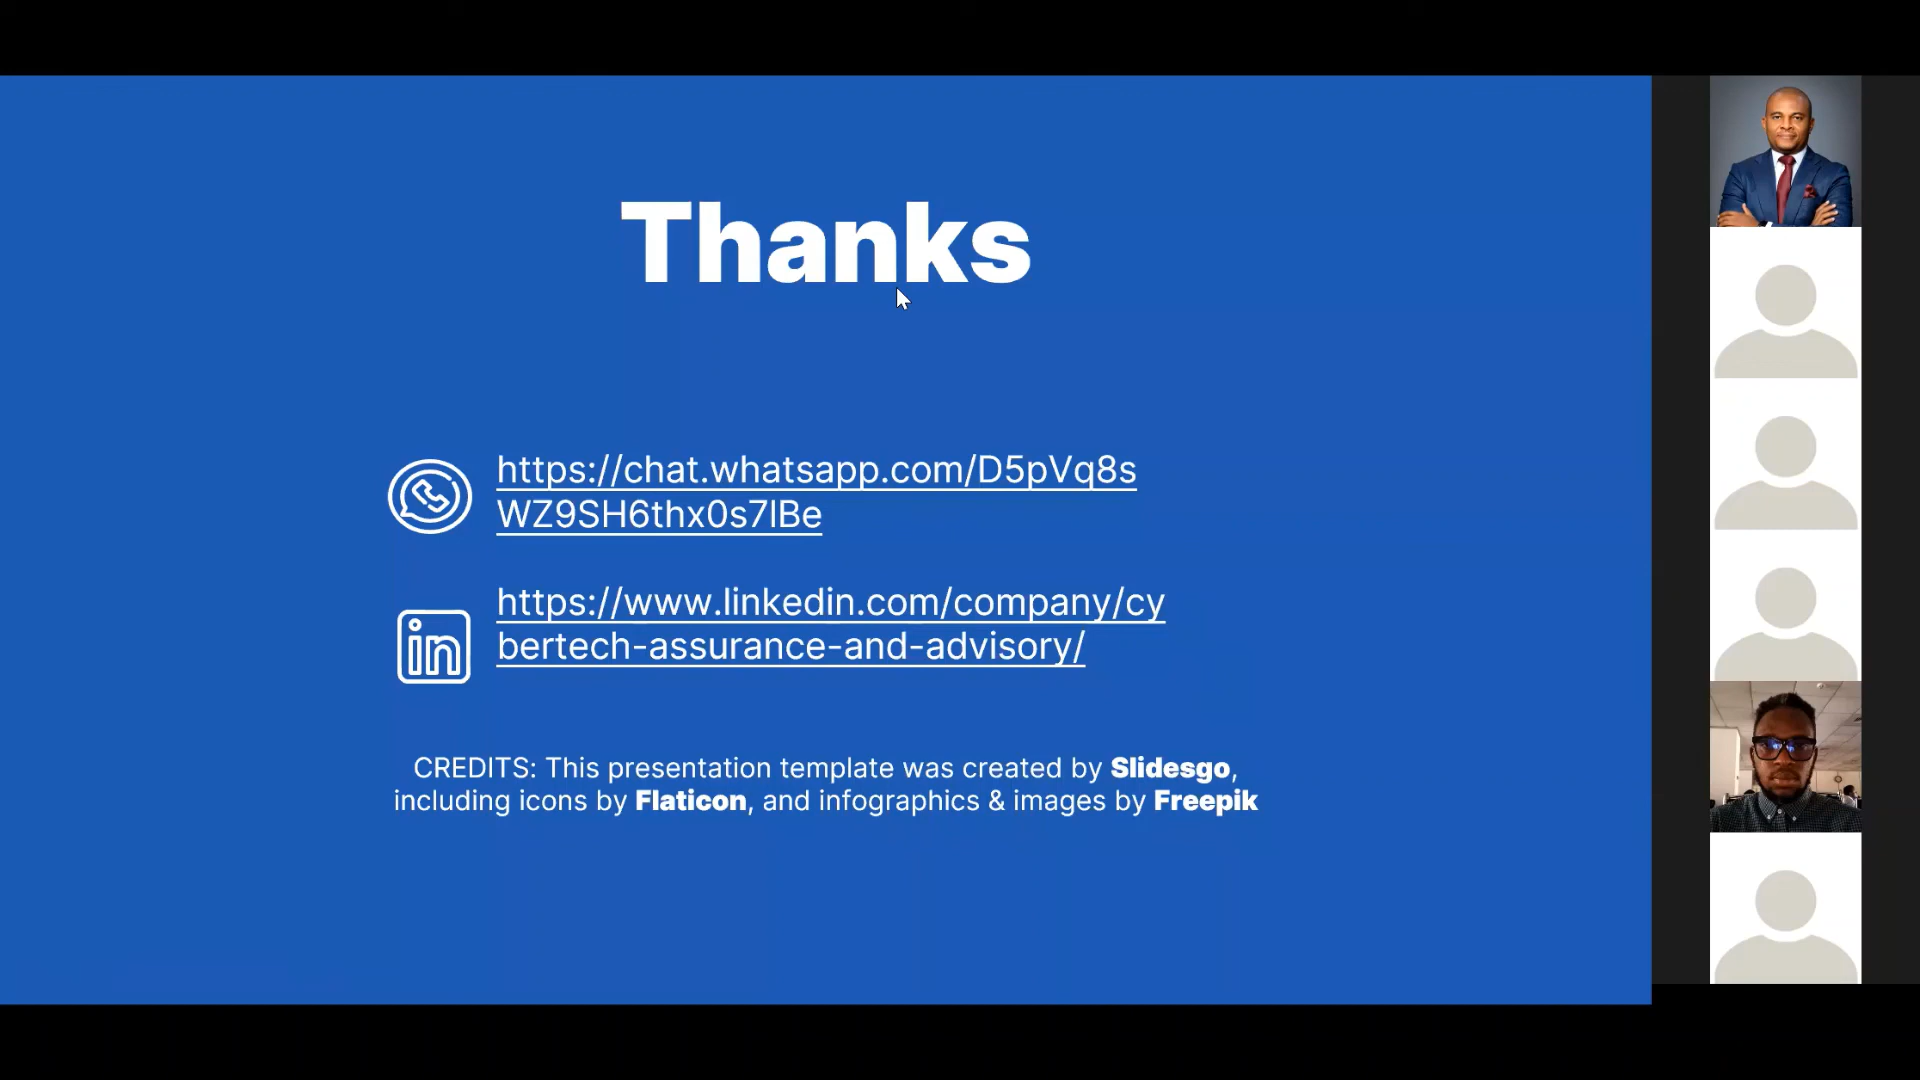 Thanks
https://chat.whatsapp.com/D5pVq8s
WZ9SH6thx0s7lBe
in
https://www.linkedin.com/company/cy
bertech-assurance-and-advisory/
CREDITS: This presentation template was created by Slidesgo,
including icons by Flaticon, and infographics & images by Freepik